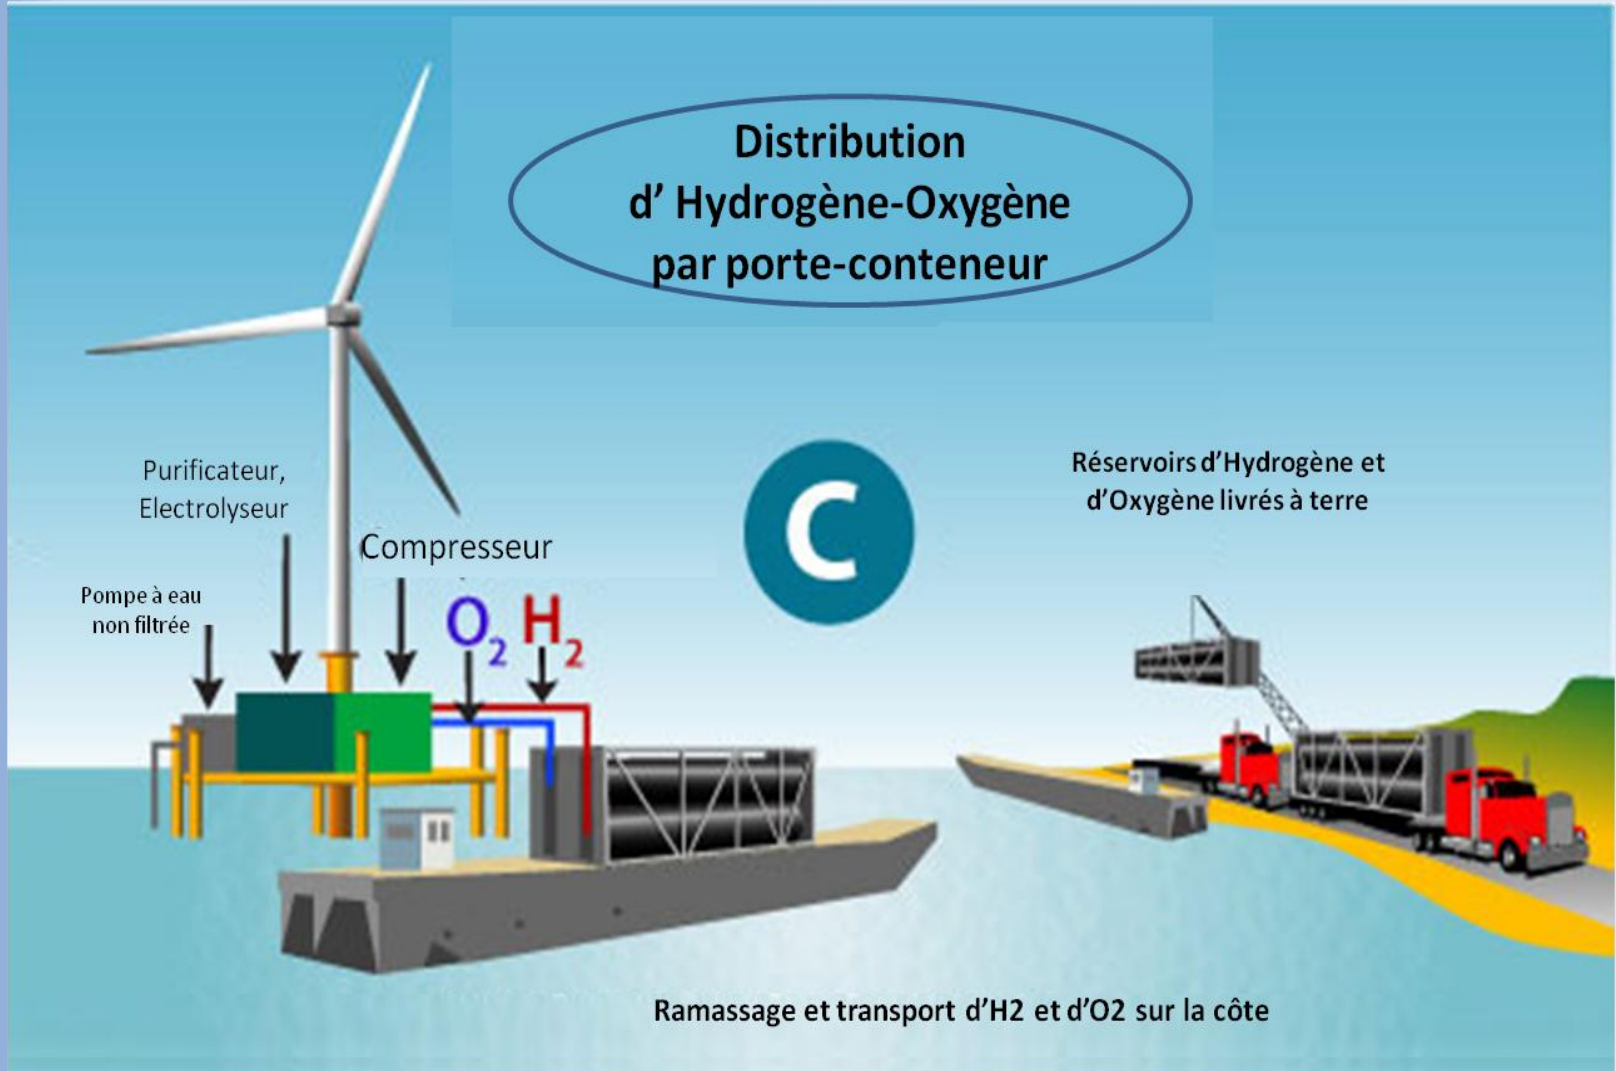 Distribution
d’ Hydrogène-Oxygène
par porte-conteneur
Purificateur,
Electrolyseur
Compresseur
Pompe à eau
non filtrée
O2 H2
C
Réservoirs d’Hydrogène et
d’Oxygène livrés à terre
Ramassage et transport d’H2 et d’O2 sur la côte